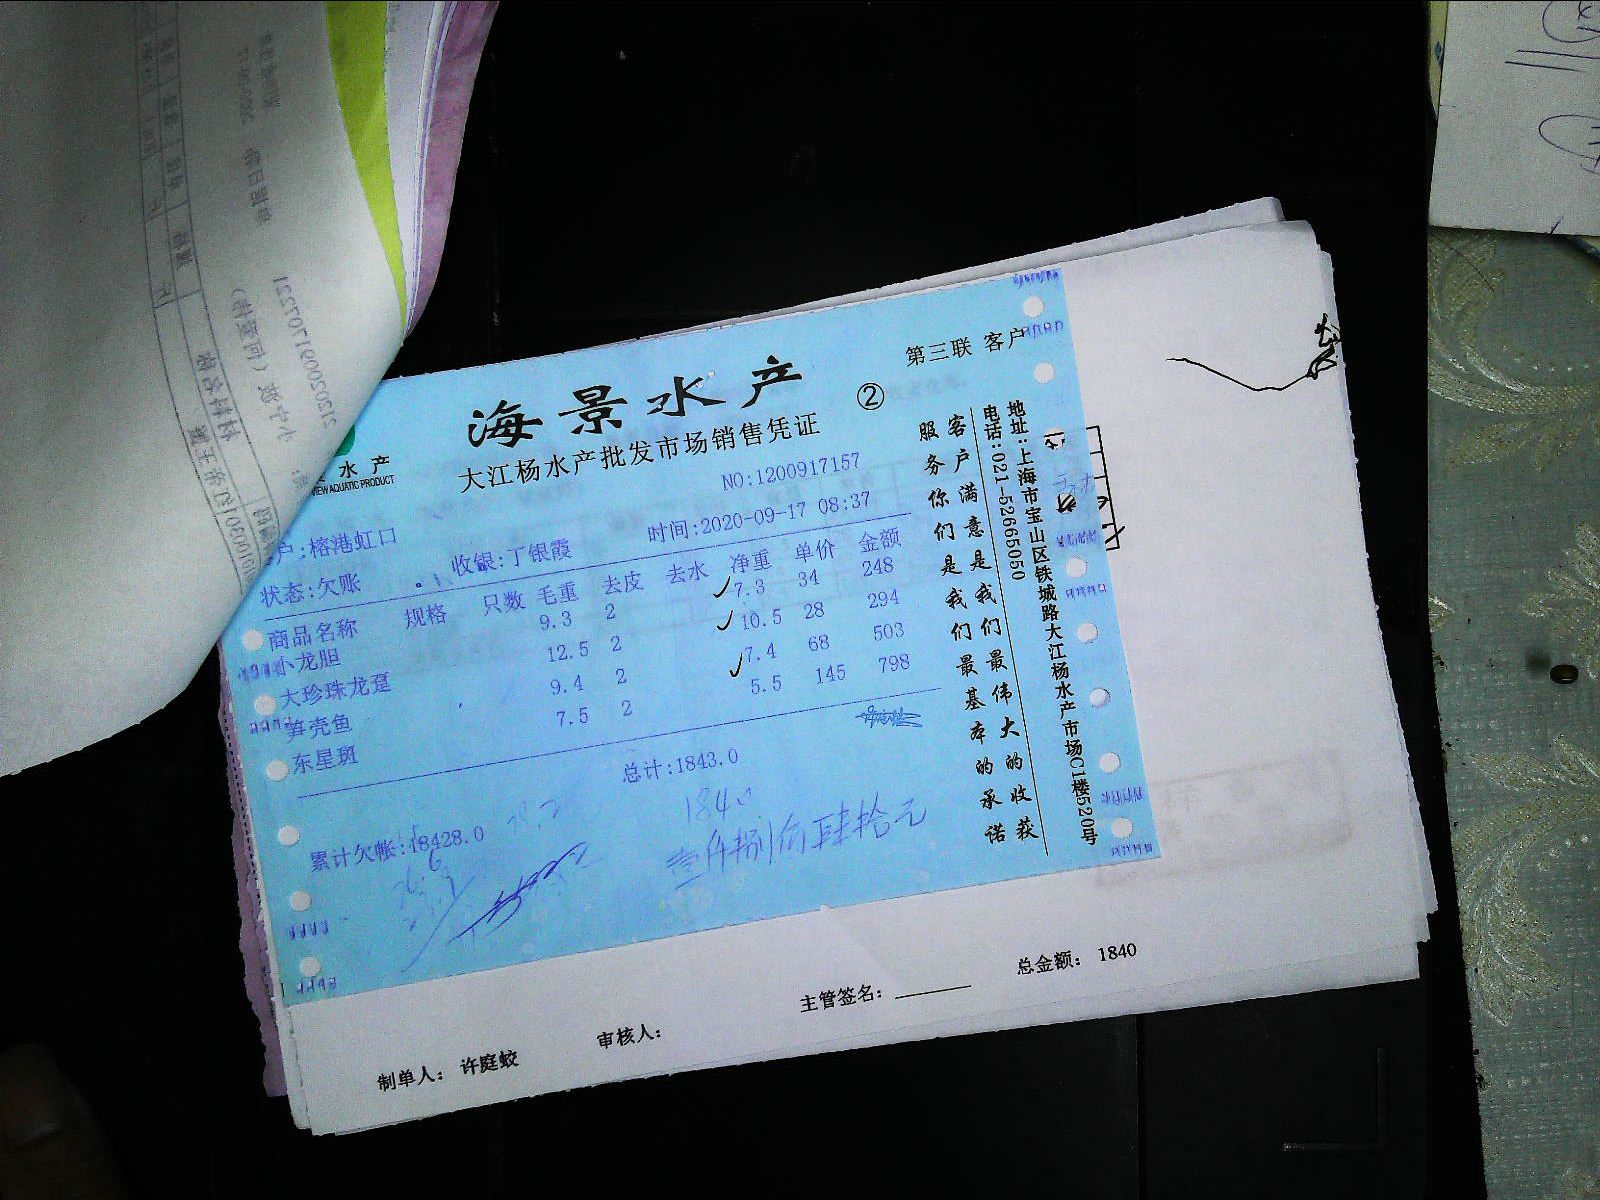 海景水产
第三联 客户
②
大江杨水产批发市场销售凭证
水产
VIEW AQUATIC PRODUCT
NO:1200917157
户:榕港虹口
收银:丁银霞
时间:2020-09-17 08:37
状态:欠账
商品名称 规格 只数 毛重 去皮 去水 净重 单价 金额
小龙胆 9.3 2 7.3 34 248
大珍珠龙趸 12.5 2 10.5 28 294
笋壳鱼 9.4 2 7.4 68 503
东星斑 7.5 2 5.5 145 798
总计:1843.0
累计欠帐:18428.0
1840
壹仟捌佰肆拾元
客户满意是我们最伟大的收获
服务你们是我们最基本的承诺
地址:上海市宝山区铁城路大江杨水产市场C1楼520号
电话:021-52665050
制单人: 许庭蛟
审核人:
主管签名:
总金额: 1840